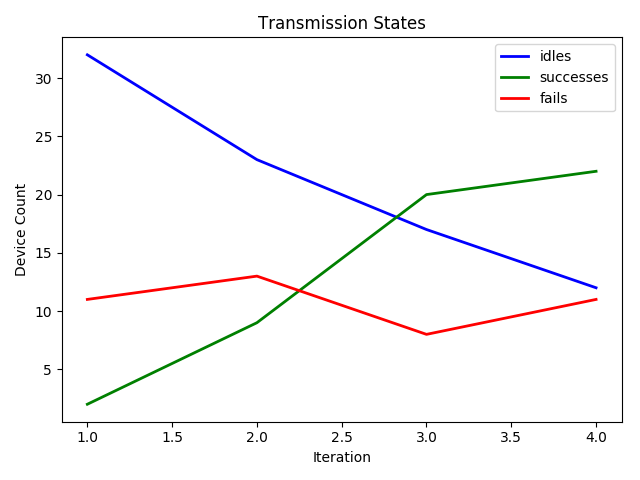 Transmission States
idles
successes
fails
Device Count
30
25
20
15
10
5
1.0 1.5 2.0 2.5 3.0 3.5 4.0
Iteration